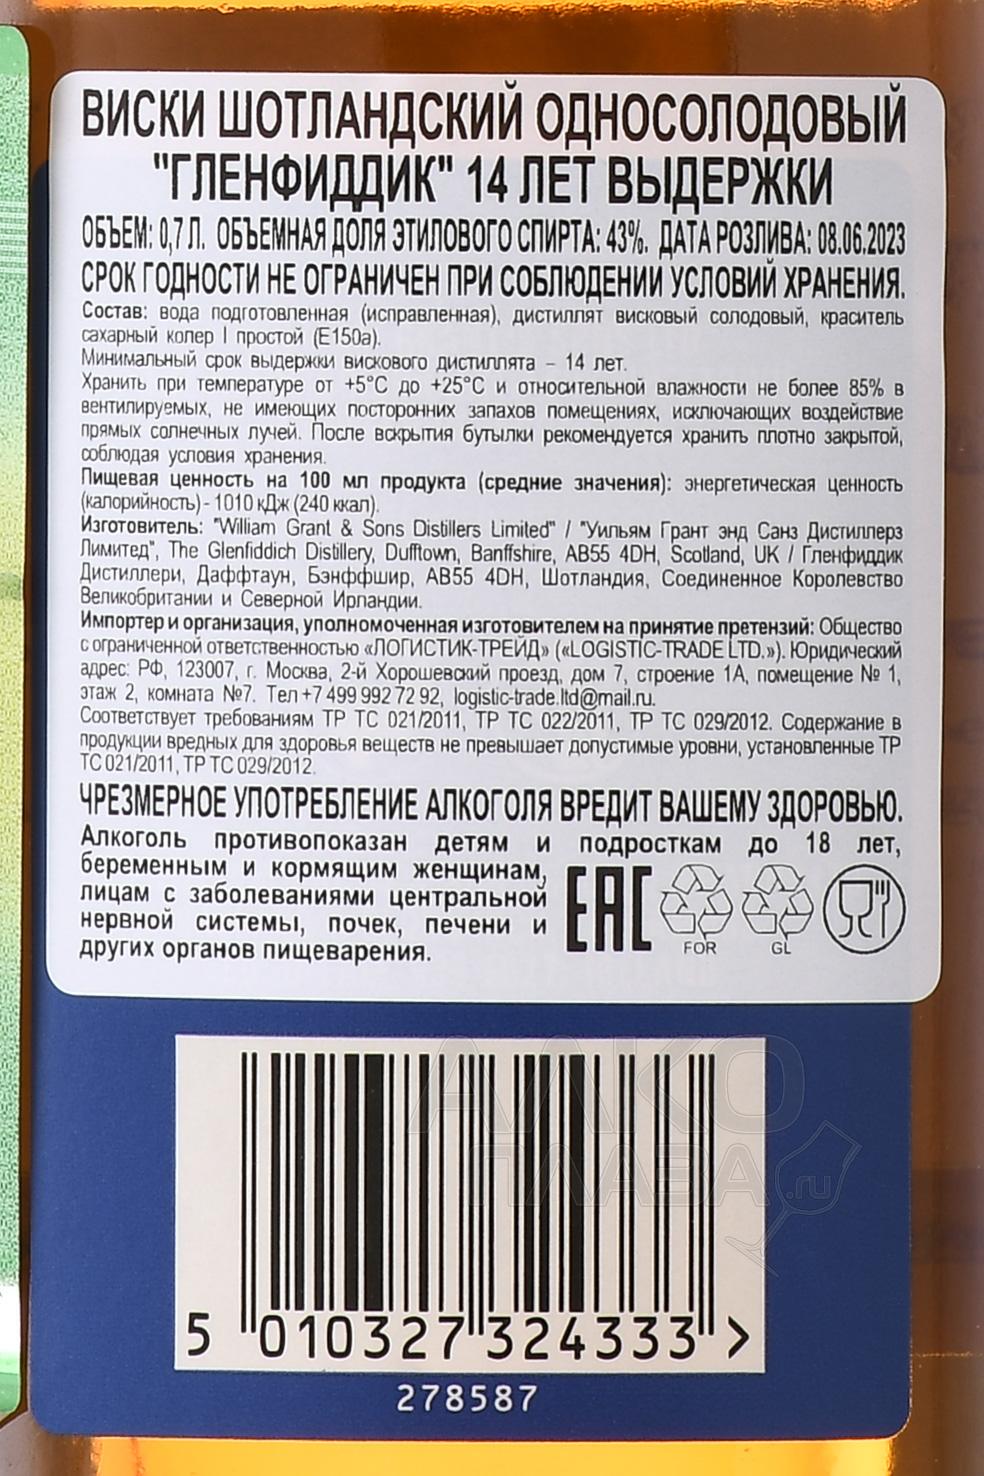 ВИСКИ ШОТЛАНДСКИЙ ОДНОСОЛОДОВЫЙ
"ГЛЕНФИДДИК" 14 ЛЕТ ВЫДЕРЖКИ
ОБЪЕМ: 0,7 Л. ОБЪЕМНАЯ ДОЛЯ ЭТИЛОВОГО СПИРТА: 43%. ДАТА РОЗЛИВА: 08.06.2023
СРОК ГОДНОСТИ НЕ ОГРАНИЧЕН ПРИ СОБЛЮДЕНИИ УСЛОВИЙ ХРАНЕНИЯ.
Состав: вода подготовленная (исправленная), дистиллят висковый солодовый, краситель
сахарный колер I простой (E150a).
Минимальный срок выдержки вискового дистиллята – 14 лет.
Хранить при температуре от +5°C до +25°C и относительной влажности не более 85% в
вентилируемых, не имеющих посторонних запахов помещениях, исключающих воздействие
прямых солнечных лучей. После вскрытия бутылки рекомендуется хранить плотно закрытой,
соблюдая условия хранения.
Пищевая ценность на 100 мл продукта (средние значения): энергетическая ценность
(калорийность) - 1010 кДж (240 ккал).
Изготовитель: "William Grant & Sons Distillers Limited" / "Уильям Грант энд Санз Дистиллерз
Лимитед", The Glenfiddich Distillery, Dufftown, Banffshire, AB55 4DH, Scotland, UK / Гленфиддик
Дистиллери, Даффтаун, Бэнффшир, AB55 4DH, Шотландия, Соединенное Королевство
Великобритании и Северной Ирландии.
Импортер и организация, уполномоченная изготовителем на принятие претензий: Общество
с ограниченной ответственностью «ЛОГИСТИК-ТРЕЙД» («LOGISTIC-TRADE LTD.»). Юридический
адрес: РФ, 123007, г. Москва, 2-й Хорошевский проезд, дом 7, строение 1А, помещение № 1,
этаж 2, комната №7. Тел +7 499 992 72 92, logistic-trade.ltd@mail.ru.
Соответствует требованиям ТР ТС 021/2011, ТР ТС 022/2011, ТР ТС 029/2012. Содержание в
продукции вредных для здоровья веществ не превышает допустимые уровни, установленные ТР
ТС 021/2011, ТР ТС 029/2012.
ЧРЕЗМЕРНОЕ УПОТРЕБЛЕНИЕ АЛКОГОЛЯ ВРЕДИТ ВАШЕМУ ЗДОРОВЬЮ.
Алкоголь противопоказан детям и подросткам до 18 лет,
беременным и кормящим женщинам,
лицам с заболеваниями центральной
нервной системы, почек, печени и
других органов пищеварения.
EAC
FOR
GL
АЛКО
ПЛАЗА.ru
5 010327 324333 >
278587